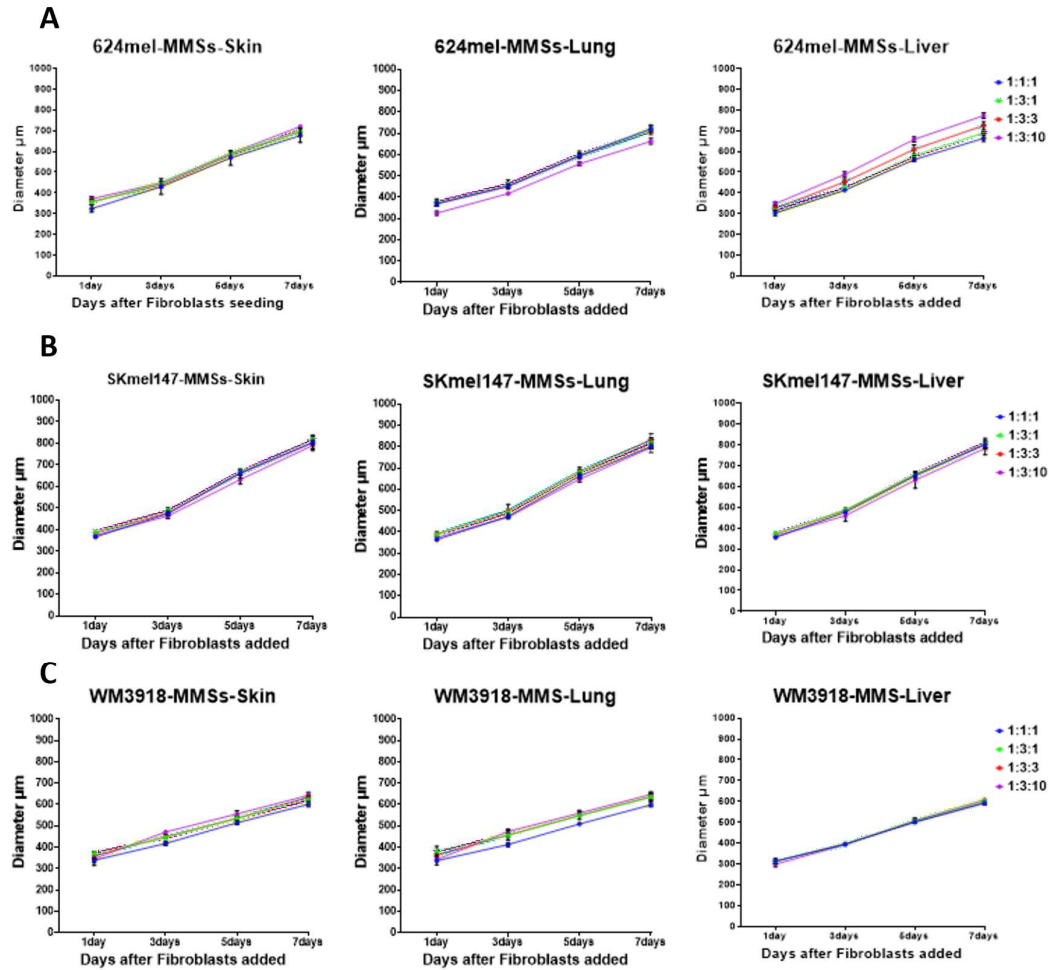 A
624mel-MMSs-Skin
1000
900
800
700
600
500
400
300
200
100
0
Diameter µm
1day 3days 6days 7days
Days after Fibroblasts seeding
624mel-MMSs-Lung
1000
900
800
700
600
500
400
300
200
100
0
Diameter µm
1day 3days 5days 7days
Days after Fibroblasts added
624mel-MMSs-Liver
1000
900
800
700
600
500
400
300
200
100
0
Diameter µm
1day 3days 6days 7days
Days after Fibroblasts added
1:1:1
1:3:1
1:3:3
1:3:10
B
SKmel147-MMSs-Skin
1000
900
800
700
600
500
400
300
200
100
0
Diameter µm
1day 3days 5days 7days
Days after Fibroblasts added
SKmel147-MMSs-Lung
1000
900
800
700
600
500
400
300
200
100
0
Diameter µm
1day 3days 5days 7days
Days after Fibroblasts added
SKmel147-MMSs-Liver
1000
900
800
700
600
500
400
300
200
100
0
Diameter µm
1day 3days 5days 7days
Days after Fibroblasts added
1:1:1
1:3:1
1:3:3
1:3:10
C
WM3918-MMSs-Skin
1000
900
800
700
600
500
400
300
200
100
0
Diameter µm
1day 3days 5days 7days
Days after Fibroblasts added
WM3918-MMS-Lung
1000
900
800
700
600
500
400
300
200
100
0
Diameter µm
1day 3days 5days 7days
Days after Fibroblasts added
WM3918-MMS-Liver
1000
900
800
700
600
500
400
300
200
100
0
Diameter µm
1day 3days 5days 7days
Days after Fibroblasts added
1:1:1
1:3:1
1:3:3
1:3:10